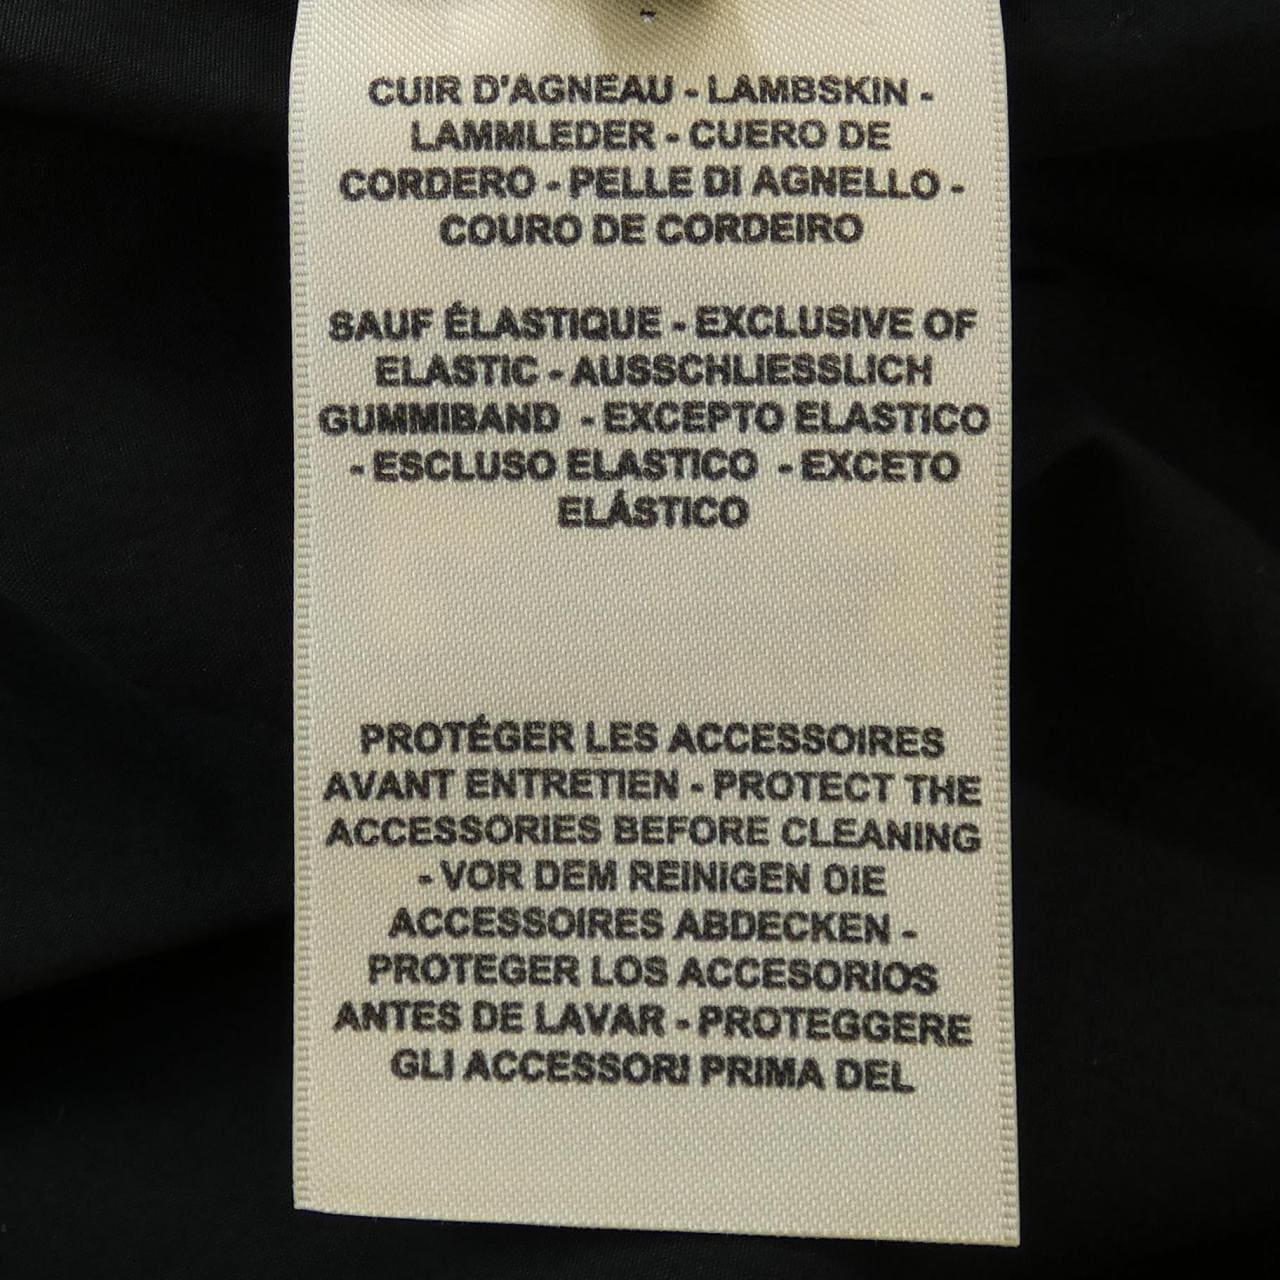 CUIR D'AGNEAU - LAMBSKIN -
LAMMLEDER - CUERO DE
CORDERO - PELLE DI AGNELLO -
COURO DE CORDEIRO
SAUF ÉLASTIQUE - EXCLUSIVE OF
ELASTIC - AUSSCHLIESSLICH
GUMMIBAND - EXCEPTO ELASTICO
- ESCLUSO ELASTICO - EXCETO
ELÁSTICO
PROTÉGER LES ACCESSOIRES
AVANT ENTRETIEN - PROTECT THE
ACCESSORIES BEFORE CLEANING
- VOR DEM REINIGEN DIE
ACCESSOIRES ABDECKEN -
PROTEGER LOS ACCESORIOS
ANTES DE LAVAR - PROTEGGERE
GLI ACCESSORI PRIMA DEL